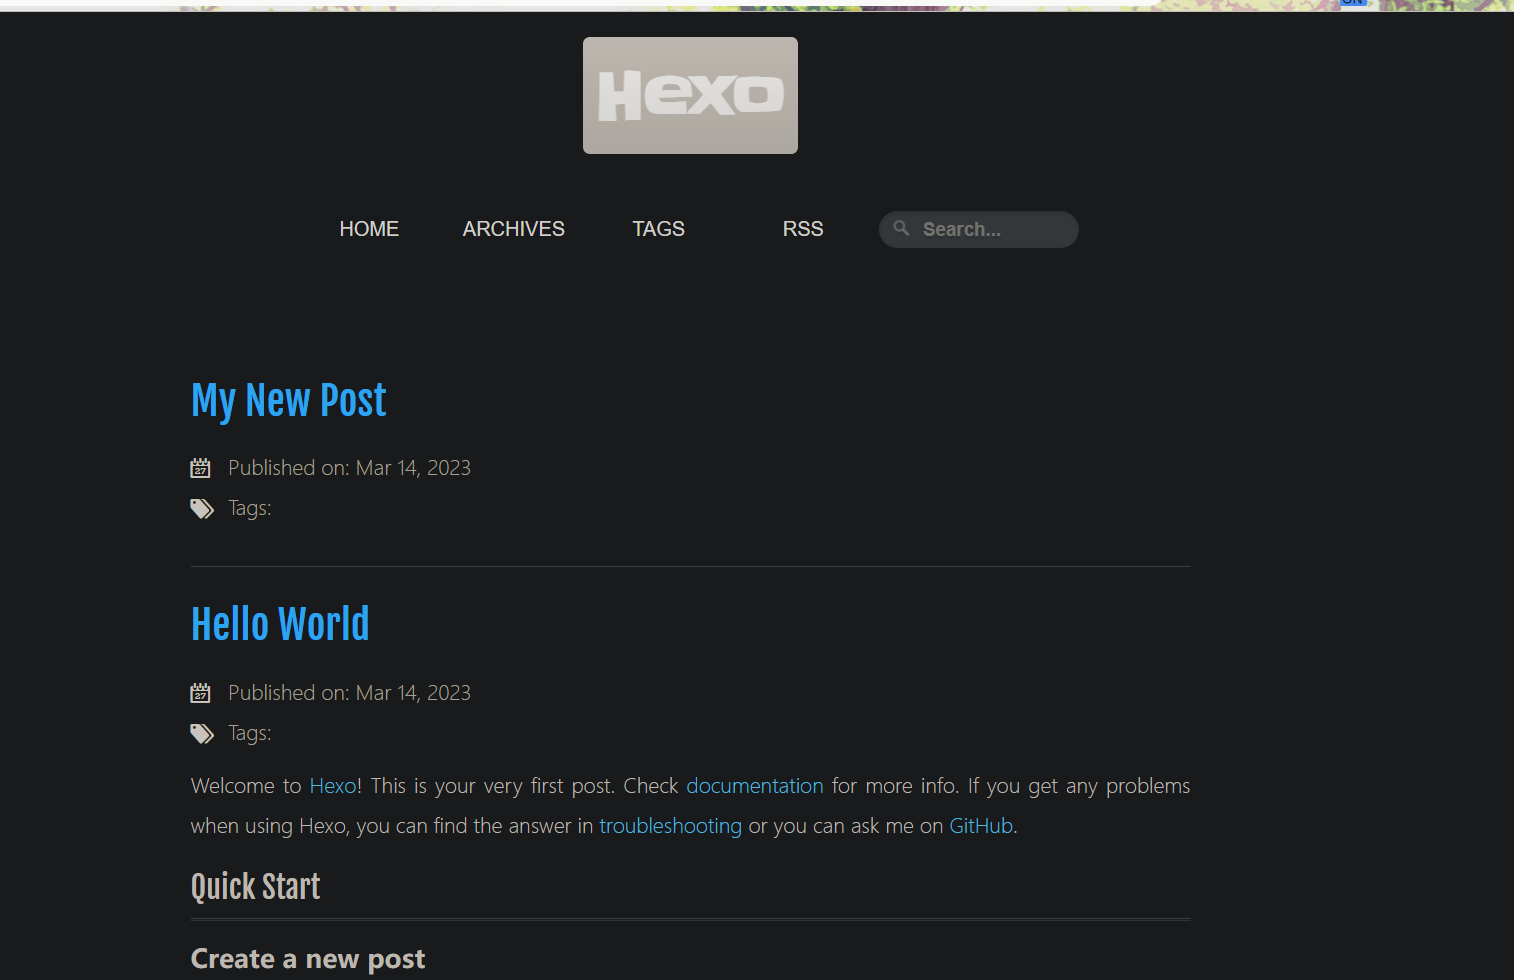 ON
Hexo
HOME ARCHIVES TAGS RSS Search...
My New Post
27 Published on: Mar 14, 2023
Tags:
Hello World
27 Published on: Mar 14, 2023
Tags:
Welcome to Hexo! This is your very first post. Check documentation for more info. If you get any problems
when using Hexo, you can find the answer in troubleshooting or you can ask me on GitHub.
Quick Start
Create a new post